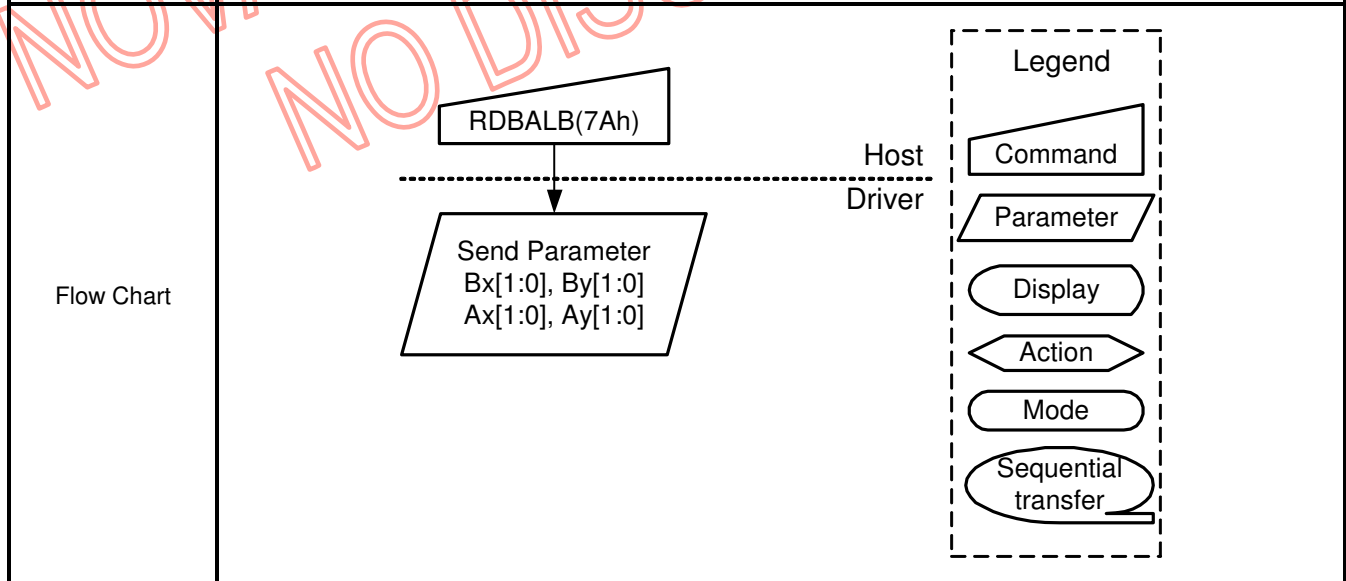 Flow Chart
RDBALB(7Ah)
Host
Driver
Send Parameter
Bx[1:0], By[1:0]
Ax[1:0], Ay[1:0]
Legend
Command
Parameter
Display
Action
Mode
Sequential
transfer
NO